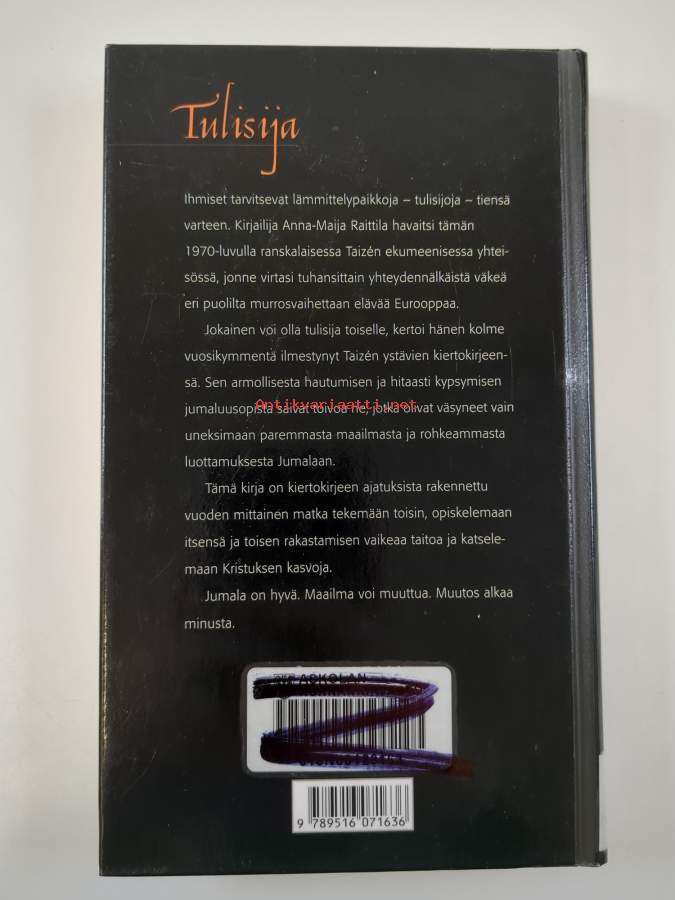 Tulisija
Ihmiset tarvitsevat lämmittelypaikkoja – tulisijoja – tiensä
varteen. Kirjailija Anna-Maija Raittila havaitsi tämän
1970-luvulla ranskalaisessa Taizén ekumeenisessa yhtei-
sössä, jonne virtasi tuhansittain yhteydennälkäistä väkeä
eri puolilta murrosvaihettaan elävää Eurooppaa.
Jokainen voi olla tulisija toiselle, kertoi hänen kolme
vuosikymmentä ilmestynyt Taizén ystävien kiertokirjeen-
sä. Sen armollisesta hautumisen ja hitaasti kypsymisen
jumaluusopista saivat toivoa he, jotka olivat väsyneet vain
Antikvariaatti.net
uneksimaan paremmasta maailmasta ja rohkeammasta
luottamuksesta Jumalaan.
Tämä kirja on kiertokirjeen ajatuksista rakennettu
vuoden mittainen matka tekemään toisin, opiskelemaan
itsensä ja toisen rakastamisen vaikeaa taitoa ja katsele-
maan Kristuksen kasvoja.
Jumala on hyvä. Maailma voi muuttua. Muutos alkaa
minusta.
ASKOLAN
9 789516 071636